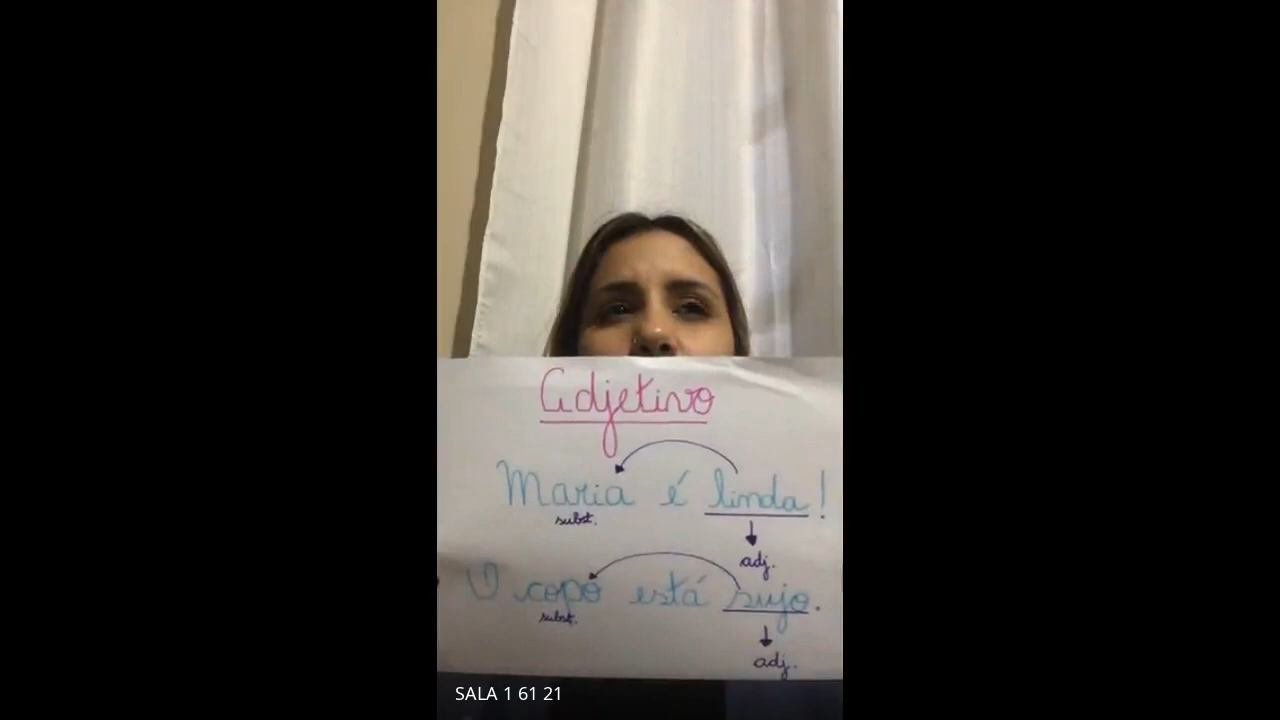 Adjetivo
Maria é linda!
subst.
adj.
O copo está sujo.
subst.
adj.
SALA 1 61 21